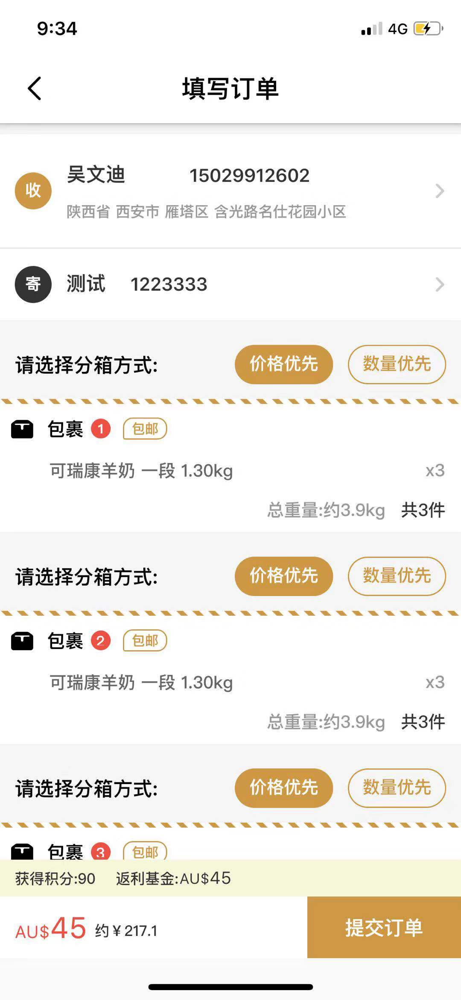 9:34 4G
填写订单
收 吴文迪 15029912602
陕西省 西安市 雁塔区 含光路名仕花园小区
寄 测试 1223333
请选择分箱方式: 价格优先 数量优先
包裹 1 包邮
可瑞康羊奶 一段 1.30kg x3
总重量:约3.9kg 共3件
请选择分箱方式: 价格优先 数量优先
包裹 2 包邮
可瑞康羊奶 一段 1.30kg x3
总重量:约3.9kg 共3件
请选择分箱方式: 价格优先 数量优先
包裹 3 包邮
获得积分:90 返利基金:AU$45
AU$45 约¥217.1 提交订单